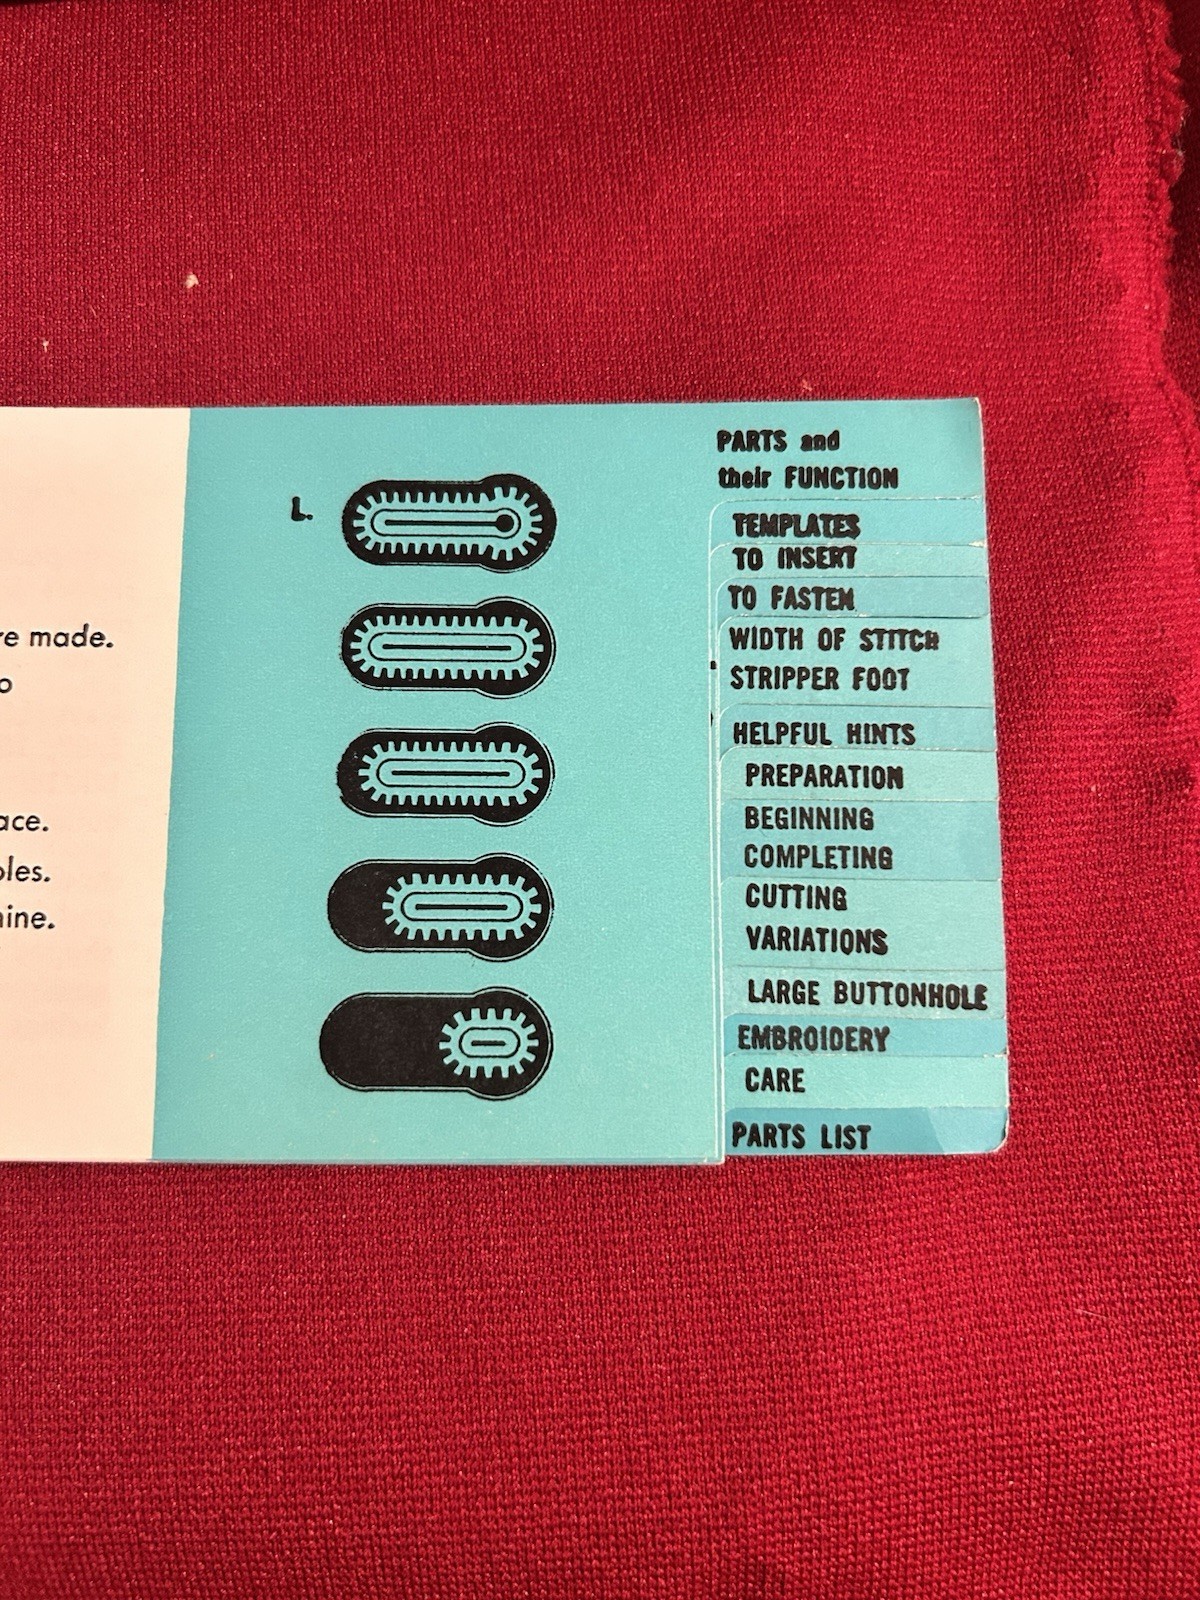 re made.
o
ace.
oles.
hine.
L.
PARTS and
their FUNCTION
TEMPLATES
TO INSERT
TO FASTEN
WIDTH OF STITCH
STRIPPER FOOT
HELPFUL HINTS
PREPARATION
BEGINNING
COMPLETING
CUTTING
VARIATIONS
LARGE BUTTONHOLE
EMBROIDERY
CARE
PARTS LIST